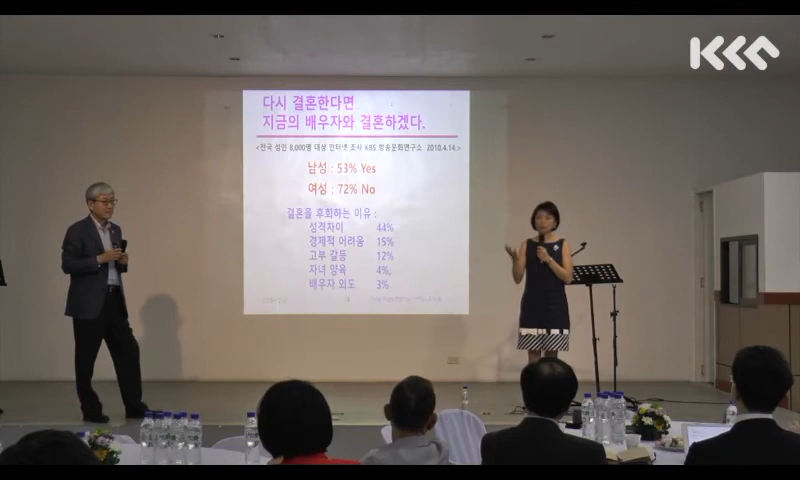 KCC
다시 결혼한다면
지금의 배우자와 결혼하겠다.
<전국 성인 8,000명 대상 인터넷 조사 KBS 방송문화연구소 2010.4.14.>
남성 : 53% Yes
여성 : 72% No
결혼을 후회하는 이유 :
성격차이 44%
경제적 어려움 15%
고부 갈등 12%
자녀 양육 4%,
배우자 외도 3%